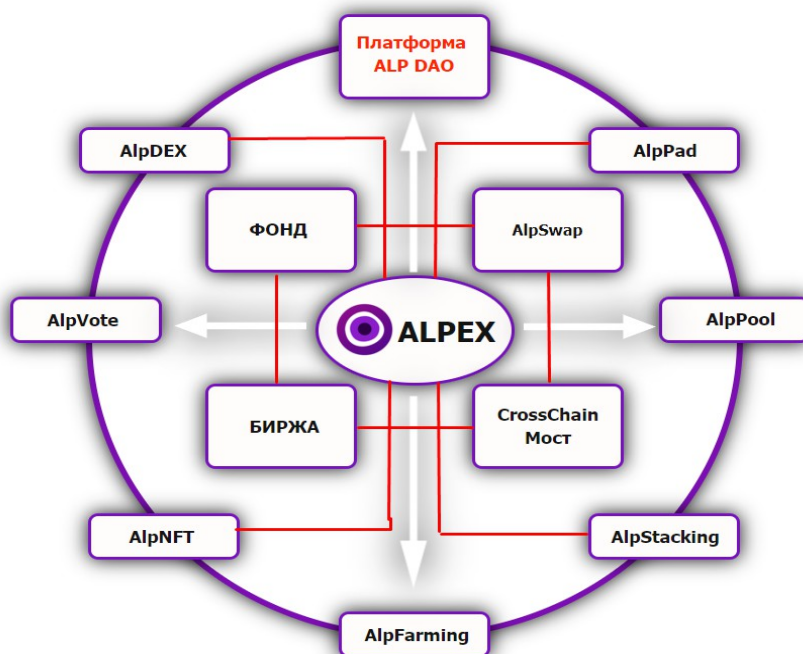 Платформа
ALP DAO
AlpDEX
AlpPad
ФОНД
AlpSwap
AlpVote
ALPEX
AlpPool
БИРЖА
CrossChain
Мост
AlpNFT
AlpStacking
AlpFarming